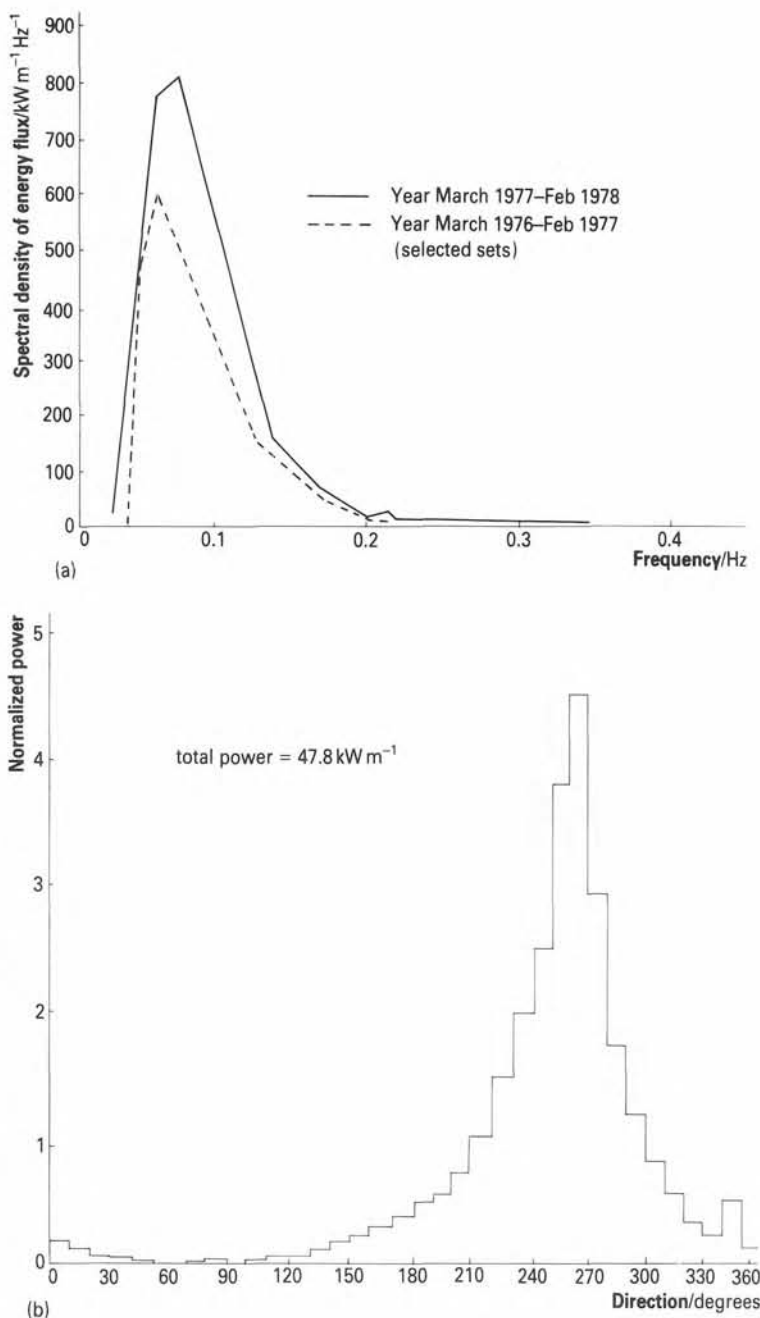 900
800
700
600
500
400
300
200
100
0
Spectral density of energy flux/kW m⁻¹ Hz⁻¹
Year March 1977–Feb 1978
Year March 1976–Feb 1977
(selected sets)
0 0.1 0.2 0.3 0.4
Frequency/Hz
(a)
Normalized power
5
4
3
2
1
0
total power = 47.8 kW m⁻¹
0 30 60 90 120 150 180 210 240 270 300 330 360
Direction/degrees
(b)